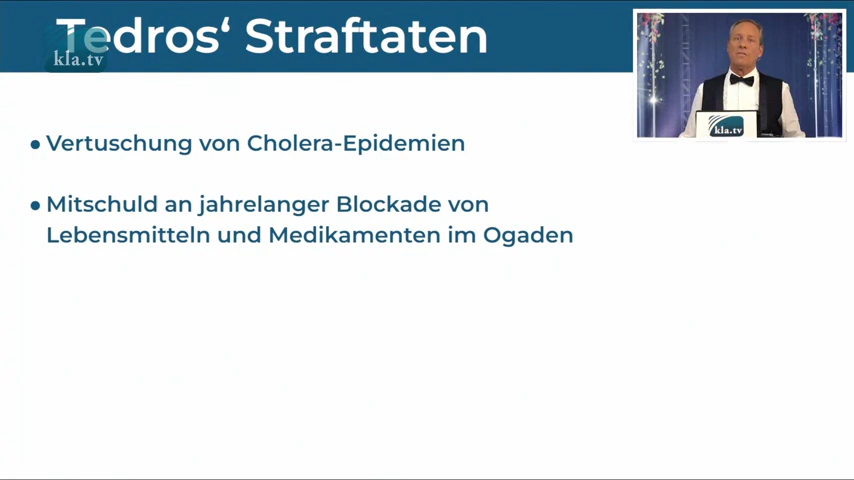 Tedros‘ Straftaten
kla.tv
kla.tv
• Vertuschung von Cholera-Epidemien
• Mitschuld an jahrelanger Blockade von
Lebensmitteln und Medikamenten im Ogaden